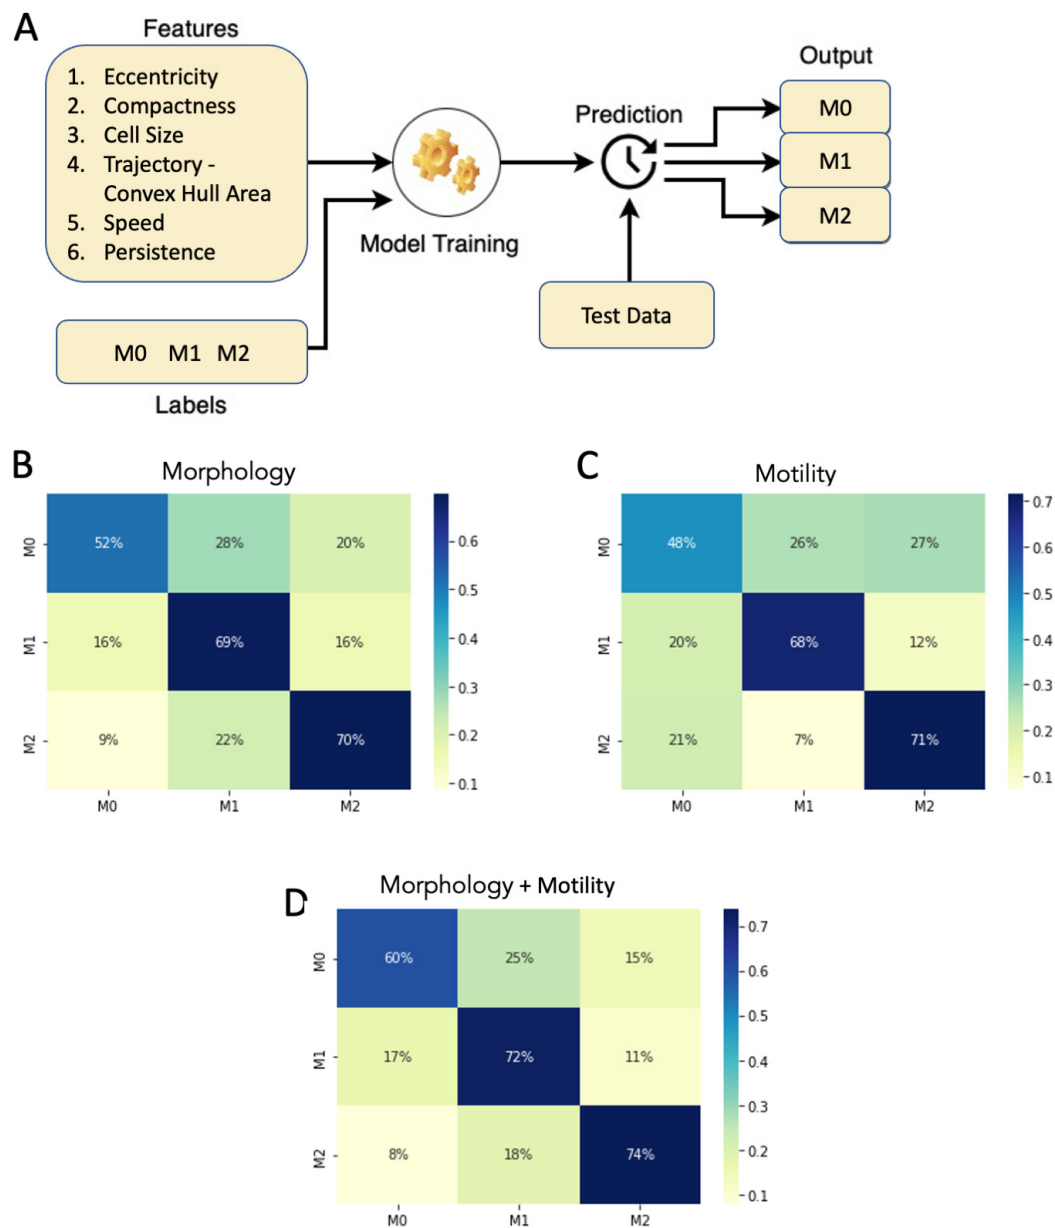 A
Features
1. Eccentricity
2. Compactness
3. Cell Size
4. Trajectory -
Convex Hull Area
5. Speed
6. Persistence
M0 M1 M2
Labels
Model Training
Prediction
Test Data
Output
M0
M1
M2
B
Morphology
M0 52% 28% 20%
M1 16% 69% 16%
M2 9% 22% 70%
M0 M1 M2
0.6
0.5
0.4
0.3
0.2
0.1
C
Motility
M0 48% 26% 27%
M1 20% 68% 12%
M2 21% 7% 71%
M0 M1 M2
0.7
0.6
0.5
0.4
0.3
0.2
0.1
D
Morphology + Motility
M0 60% 25% 15%
M1 17% 72% 11%
M2 8% 18% 74%
M0 M1 M2
0.7
0.6
0.5
0.4
0.3
0.2
0.1